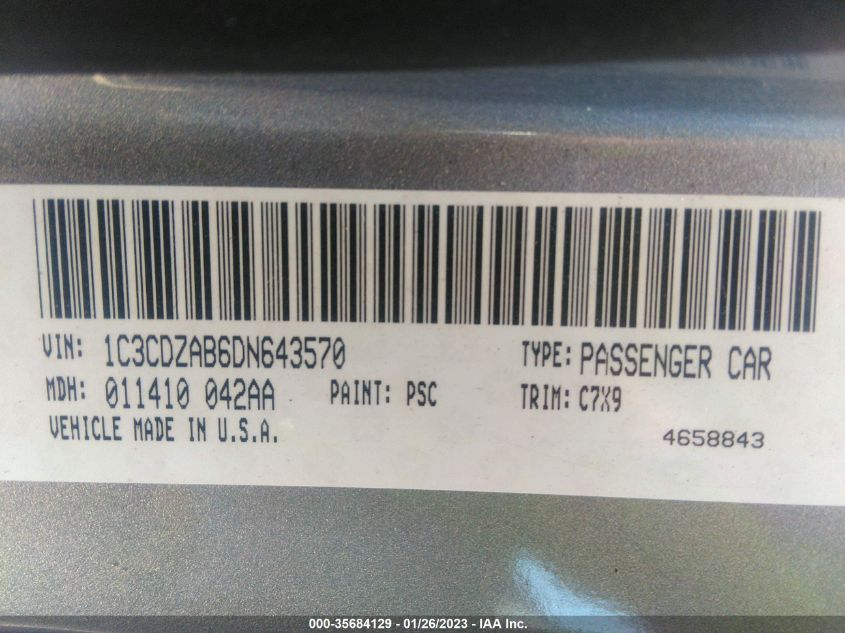 VIN: 1C3CDZAB6DN643570 TYPE: PASSENGER CAR
MDH: 011410 042AA PAINT: PSC TRIM: C7X9
VEHICLE MADE IN U.S.A. 4658843
000-35684129 - 01/26/2023 - IAA Inc.